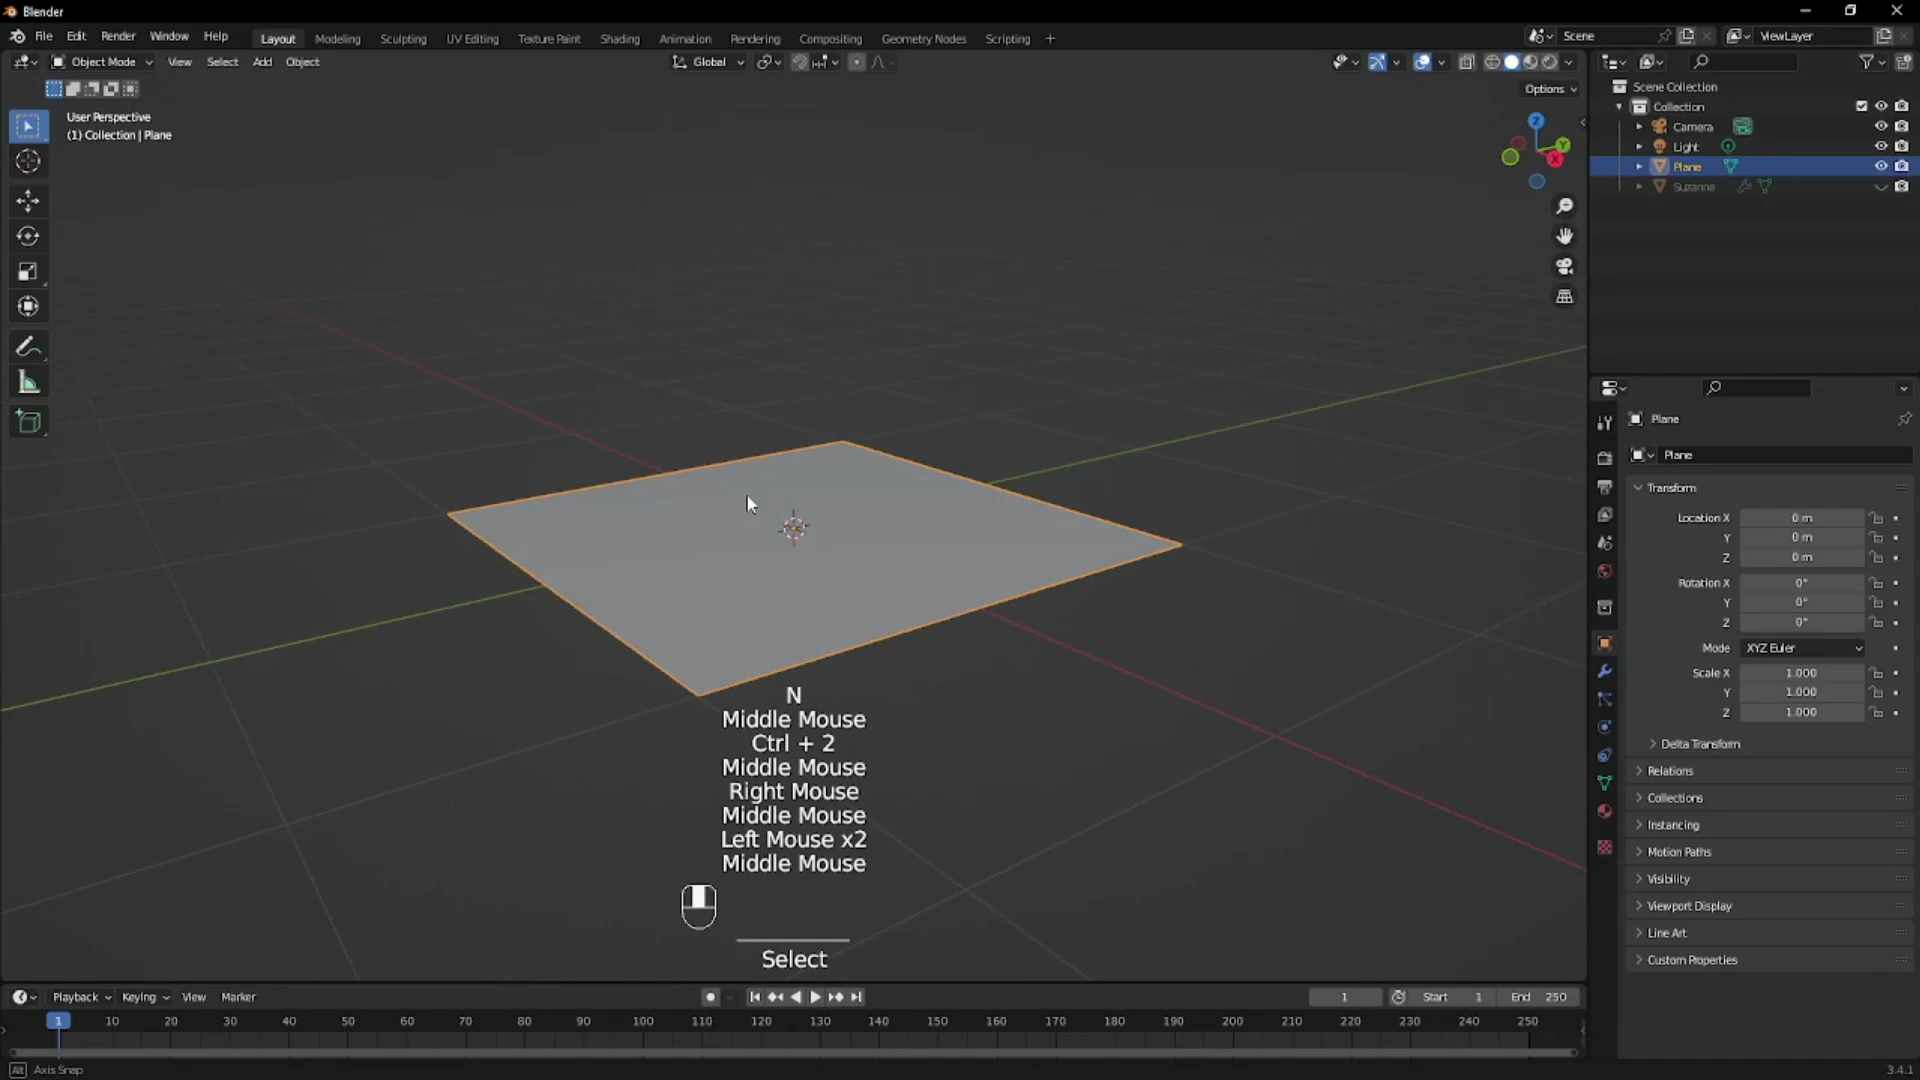 Blender
File Edit Render Window Help
Layout Modeling Sculpting UV Editing Texture Paint Shading Animation Rendering Compositing Geometry Nodes Scripting +
Scene
ViewLayer
Object Mode View Select Add Object
Global
Options
User Perspective
(1) Collection | Plane
Z
Y
X
Scene Collection
Collection
Camera
Light
Plane
Suzanne
Plane
Plane
Transform
Location X 0 m
Y 0 m
Z 0 m
Rotation X 0°
Y 0°
Z 0°
Mode XYZ Euler
Scale X 1.000
Y 1.000
Z 1.000
Delta Transform
Relations
Collections
Instancing
Motion Paths
Visibility
Viewport Display
Line Art
Custom Properties
N
Middle Mouse
Ctrl + 2
Middle Mouse
Right Mouse
Middle Mouse
Left Mouse x2
Middle Mouse
Select
Playback Keying View Marker
1 Start 1 End 250
1 10 20 30 40 50 60 70 80 90 100 110 120 130 140 150 160 170 180 190 200 210 220 230 240 250
Alt Axis Snap
3.4.1